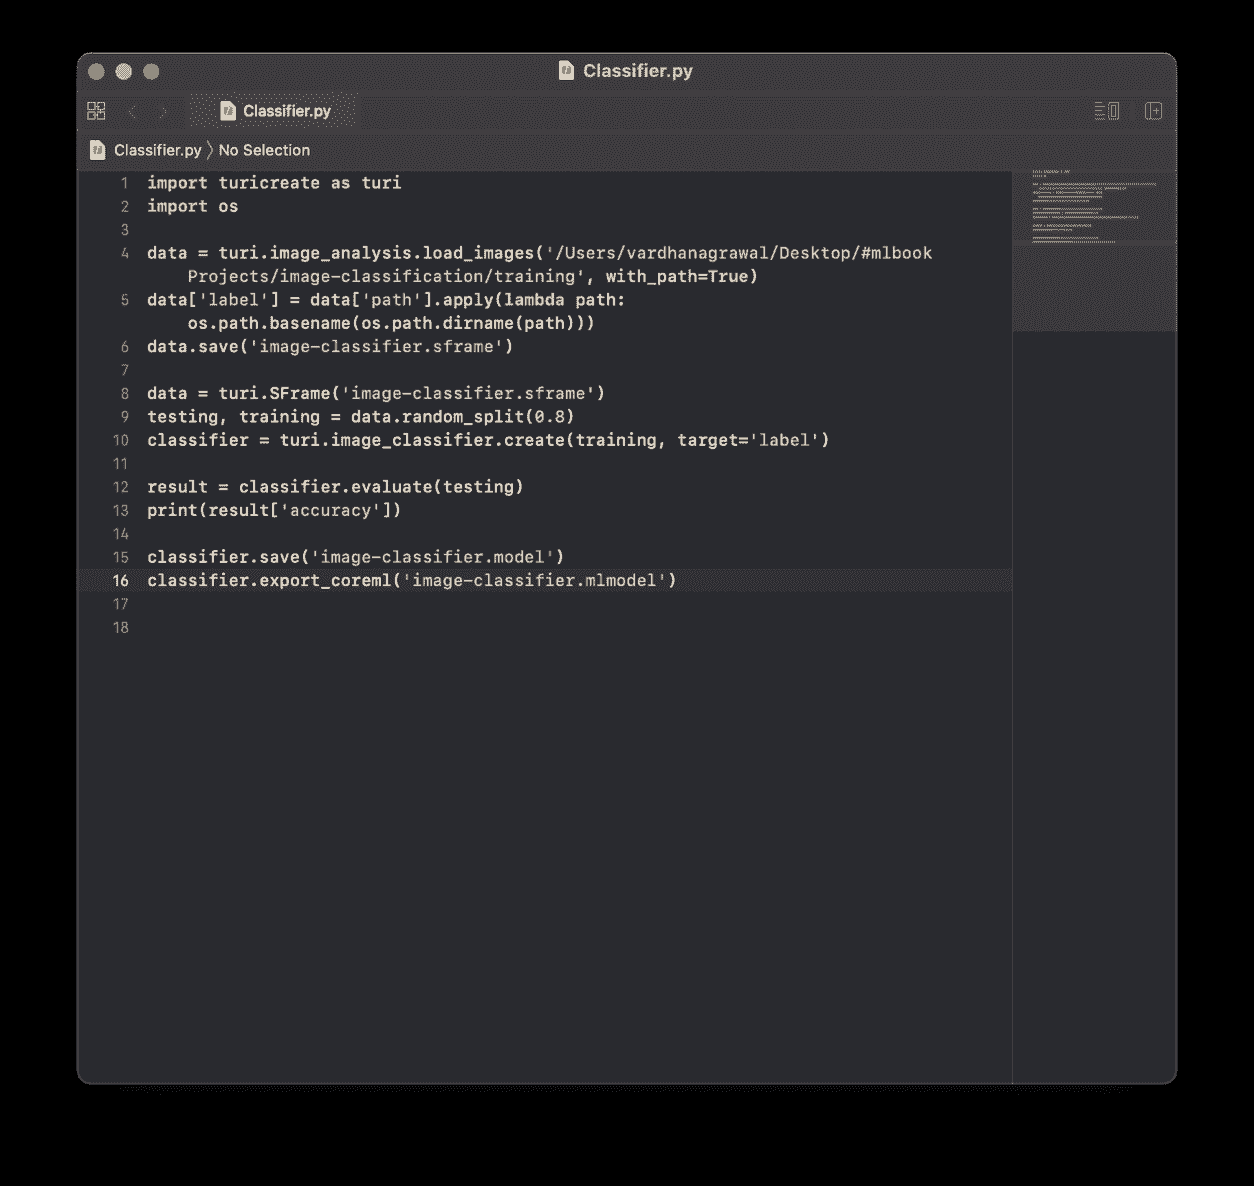 Classifier.py
Classifier.py
Classifier.py 〉 No Selection
1 import turicreate as turi
2 import os
3
4 data = turi.image_analysis.load_images('/Users/vardhanagrawal/Desktop/#mlbook
Projects/image-classification/training', with_path=True)
5 data['label'] = data['path'].apply(lambda path:
os.path.basename(os.path.dirname(path)))
6 data.save('image-classifier.sframe')
7
8 data = turi.SFrame('image-classifier.sframe')
9 testing, training = data.random_split(0.8)
10 classifier = turi.image_classifier.create(training, target='label')
11
12 result = classifier.evaluate(testing)
13 print(result['accuracy'])
14
15 classifier.save('image-classifier.model')
16 classifier.export_coreml('image-classifier.mlmodel')
17
18